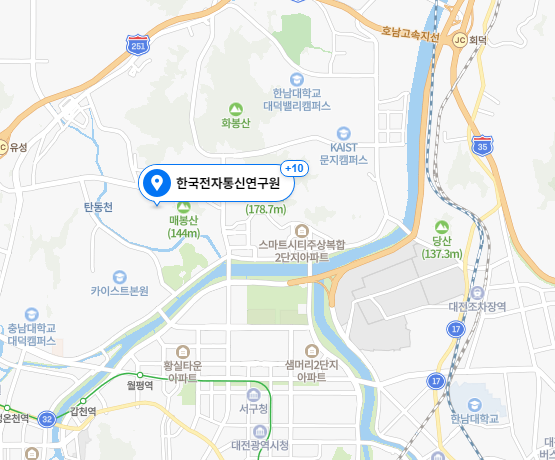 호남고속지선
JC 회덕
251
한남대학교
대덕밸리캠퍼스
화봉산
KAIST
문지캠퍼스
35
유성
+10
한국전자통신연구원
탄동천
매봉산
(144m)
(178.7m)
스마트시티주상복합
2단지아파트
당산
(137.3m)
카이스트본원
대전조차장역
충남대학교
대덕캠퍼스
17
황실타운
아파트
샘머리2단지
아파트
월평역
17
갑천역
서구청
한남대학교
32
대전광역시청